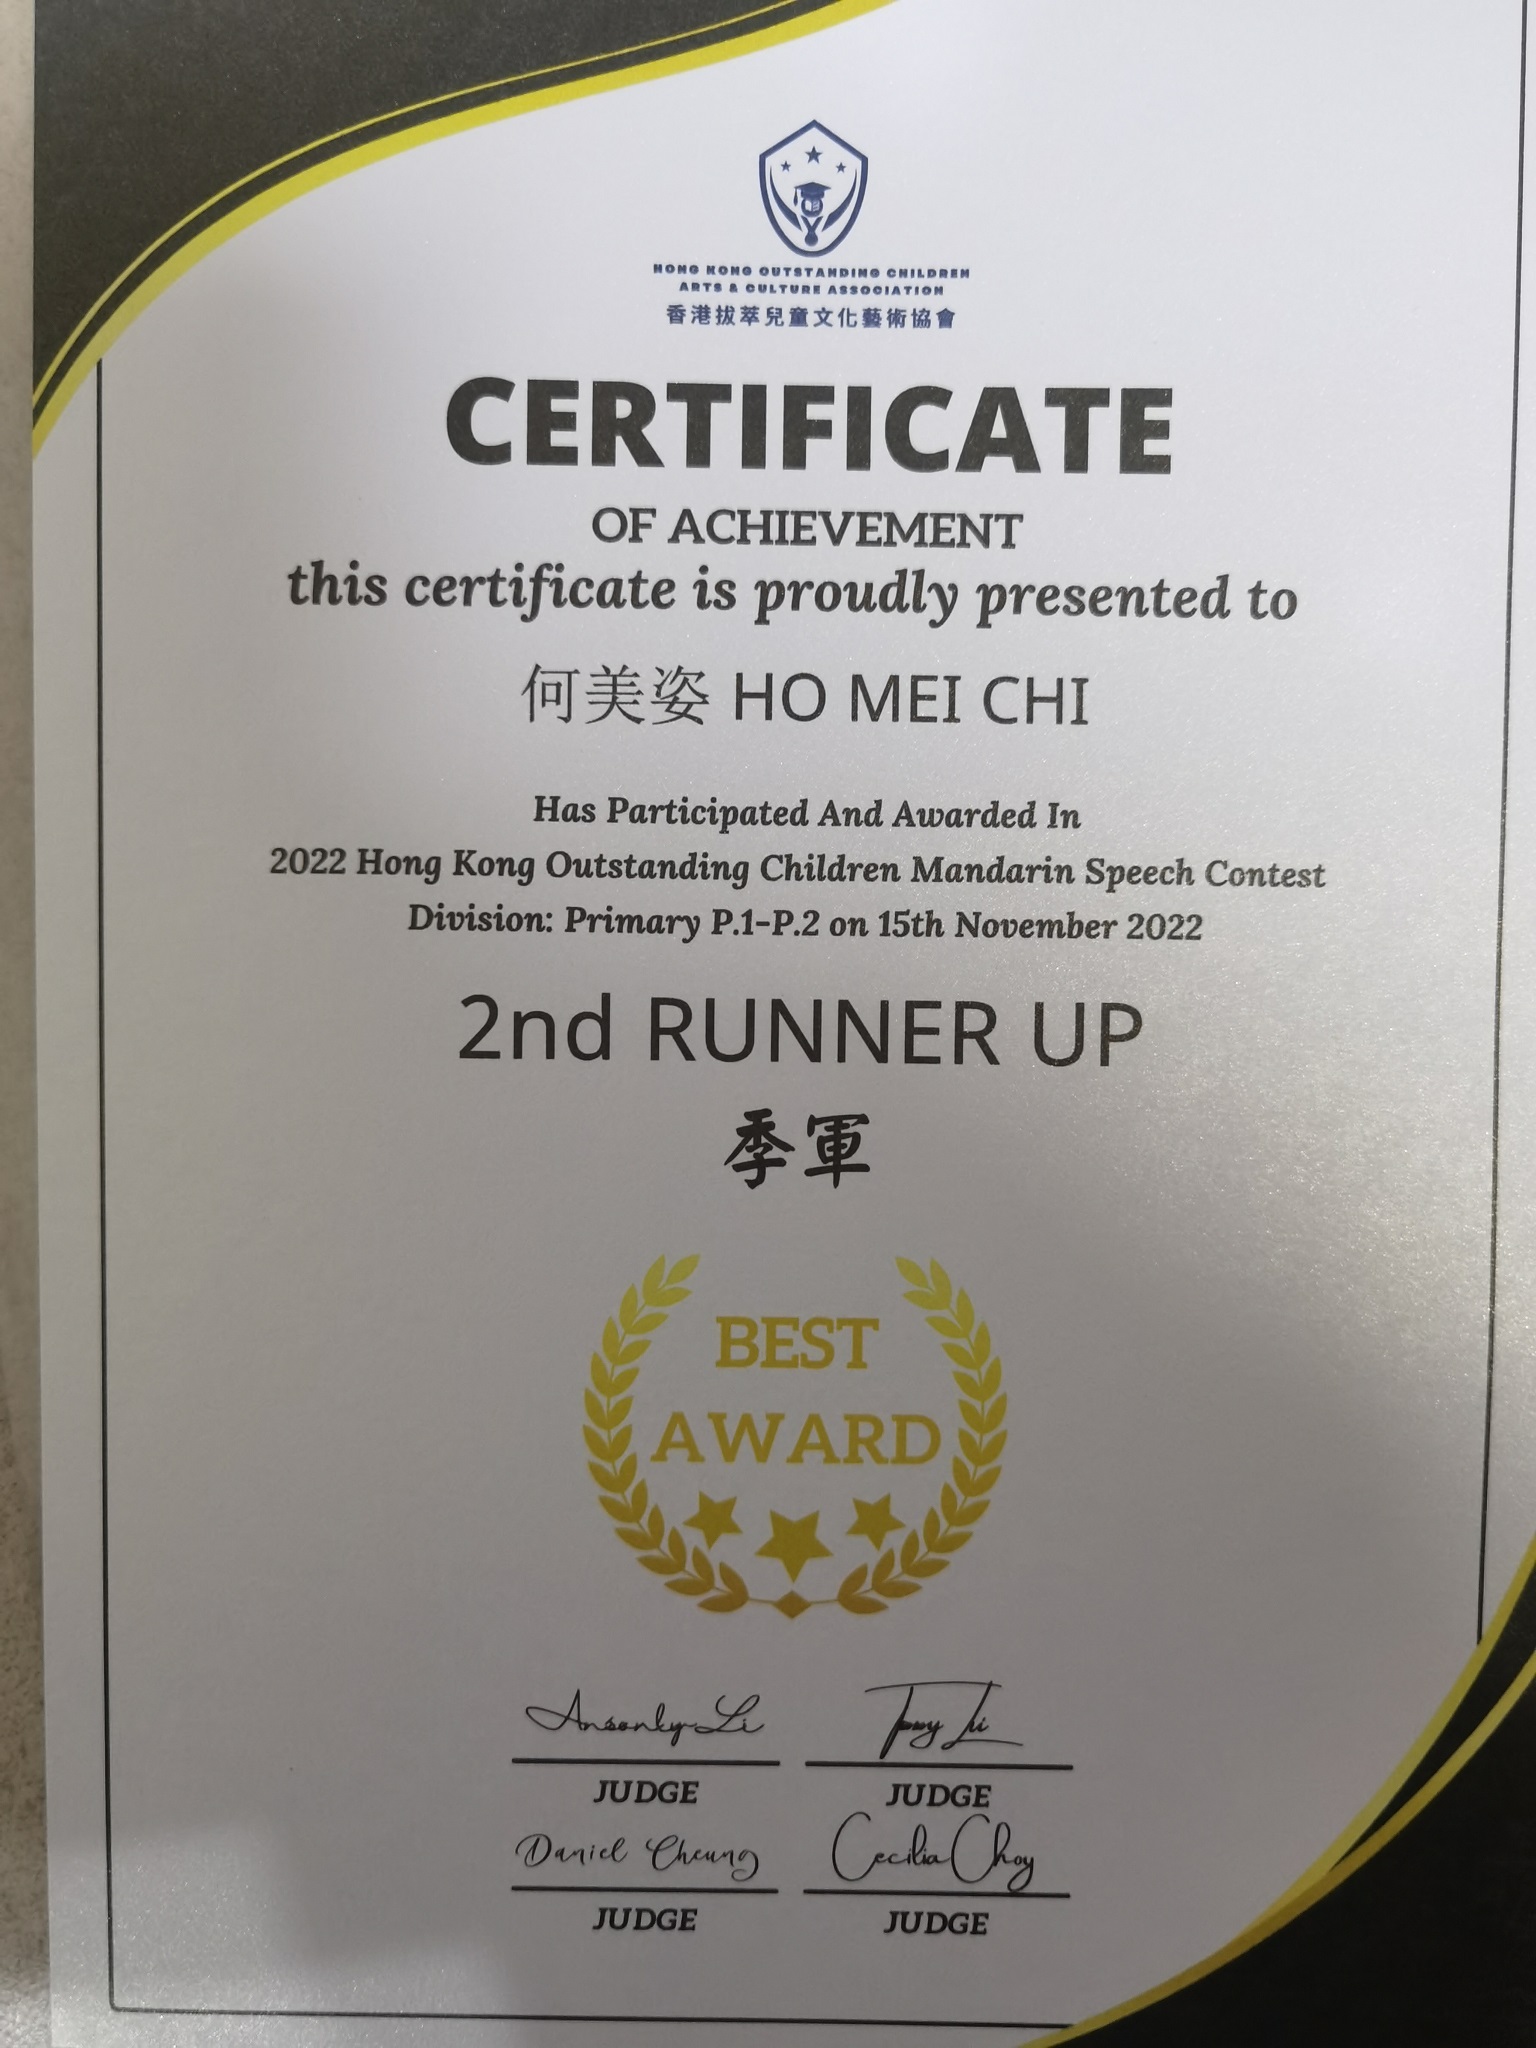 HONG KONG OUTSTANDING CHILDREN
ARTS & CULTURE ASSOCIATION
香港拔萃兒童文化藝術協會
CERTIFICATE
OF ACHIEVEMENT
this certificate is proudly presented to
何美姿 HO MEI CHI
Has Participated And Awarded In
2022 Hong Kong Outstanding Children Mandarin Speech Contest
Division: Primary P.1-P.2 on 15th November 2022
2nd RUNNER UP
季軍
BEST
AWARD
Li
JUDGE JUDGE
Daniel Cheung Cecilia Choy
JUDGE JUDGE